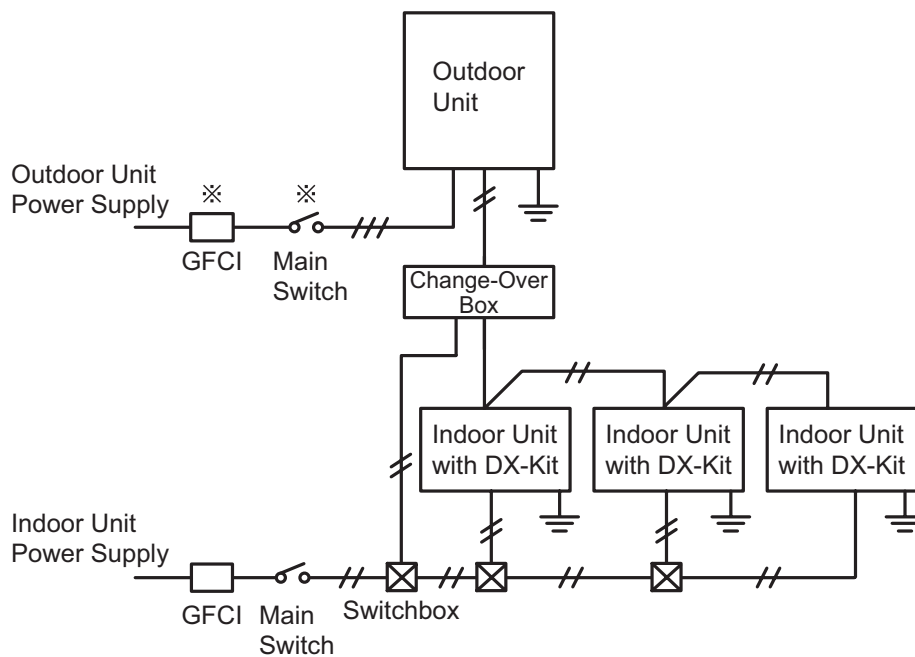 Outdoor
Unit
Outdoor Unit
Power Supply
※
※
GFCI
Main
Switch
Change-Over
Box
Indoor Unit
with DX-Kit
Indoor Unit
with DX-Kit
Indoor Unit
with DX-Kit
Indoor Unit
Power Supply
GFCI
Main
Switch
Switchbox